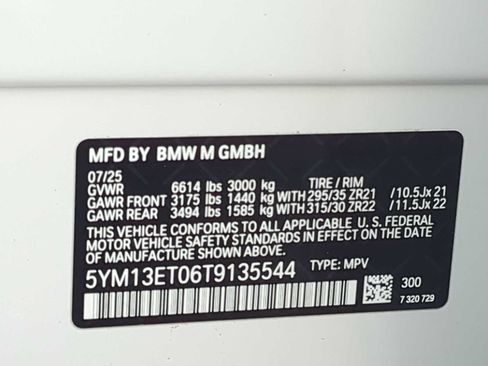 MFD BY BMW M GMBH
07/25
GVWR 6614 lbs 3000 kg TIRE / RIM
GAWR FRONT 3175 lbs 1440 kg WITH 295/35 ZR21 /10.5Jx 21
GAWR REAR 3494 lbs 1585 kg WITH 315/30 ZR22 /11.5Jx 22
THIS VEHICLE CONFORMS TO ALL APPLICABLE U.S. FEDERAL
MOTOR VEHICLE SAFETY STANDARDS IN EFFECT ON THE DATE
OF MANUFACTURE SHOWN ABOVE.
5YM13ET06T9135544 TYPE: MPV
300
7 320 729